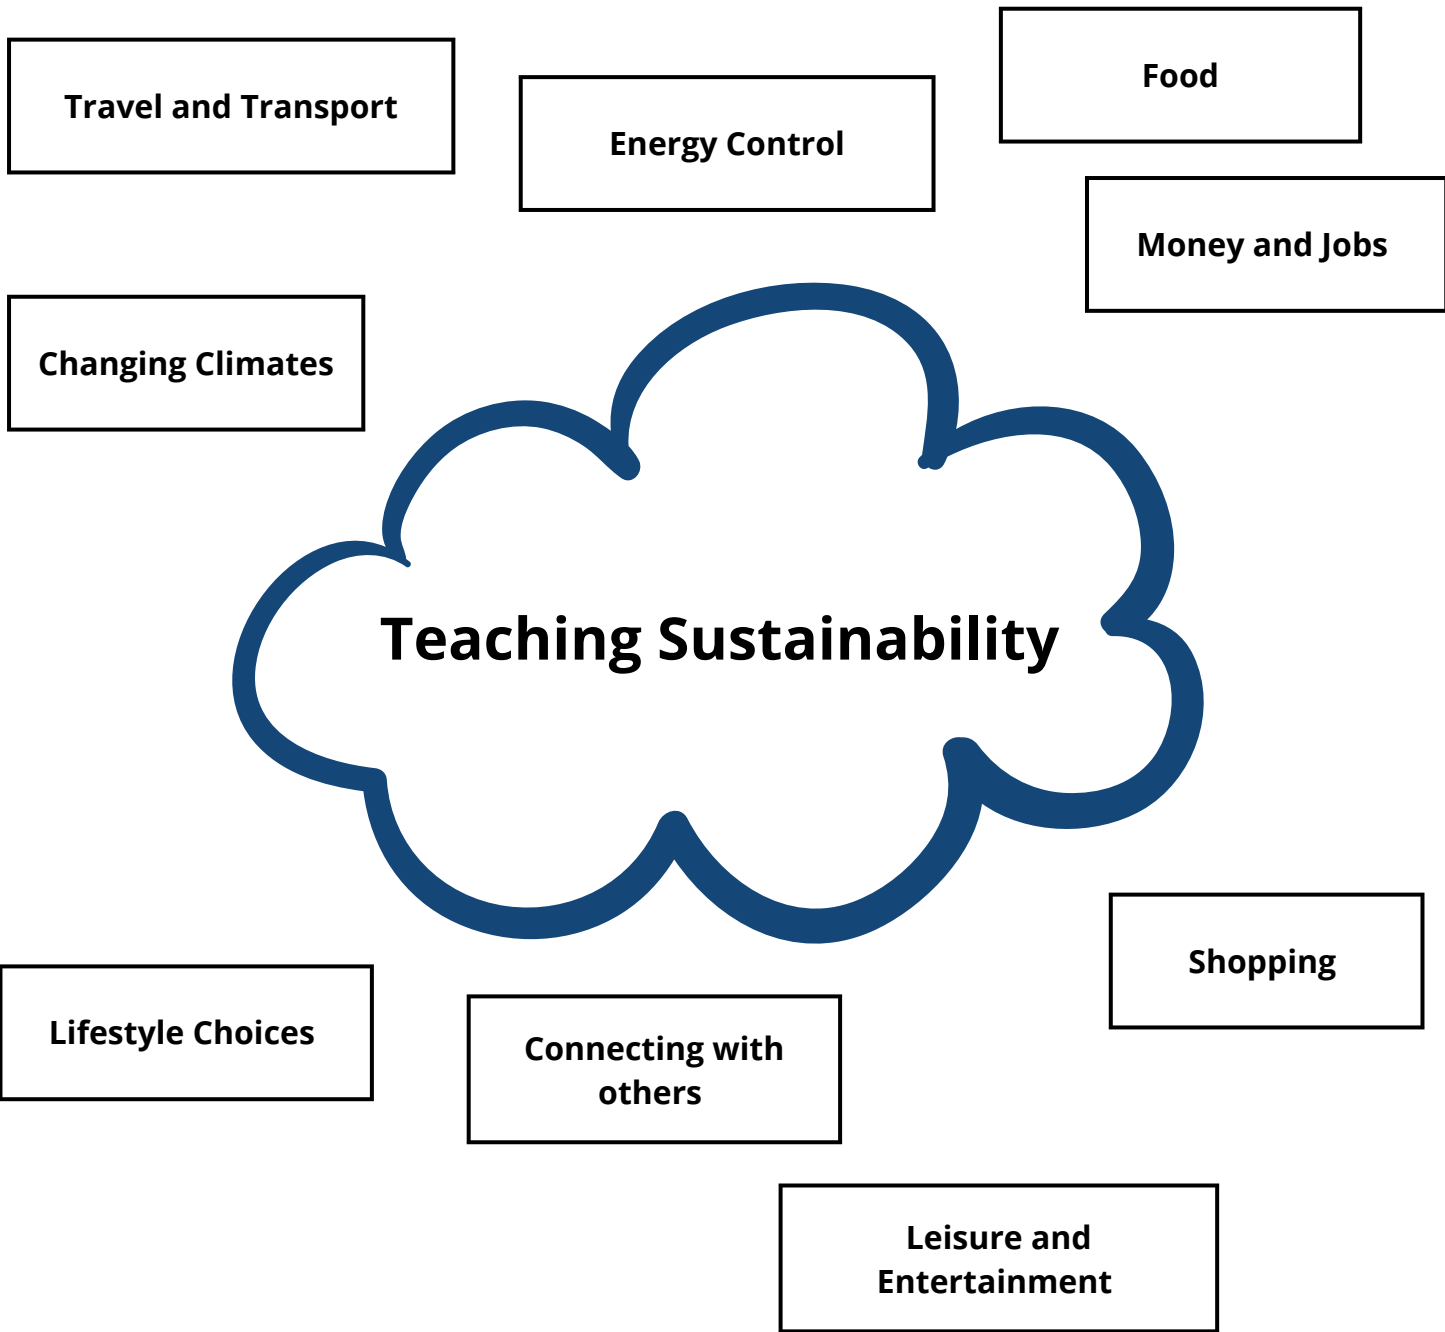 Travel and Transport
Energy Control
Food
Money and Jobs
Changing Climates
Teaching Sustainability
Shopping
Lifestyle Choices
Connecting with
others
Leisure and
Entertainment